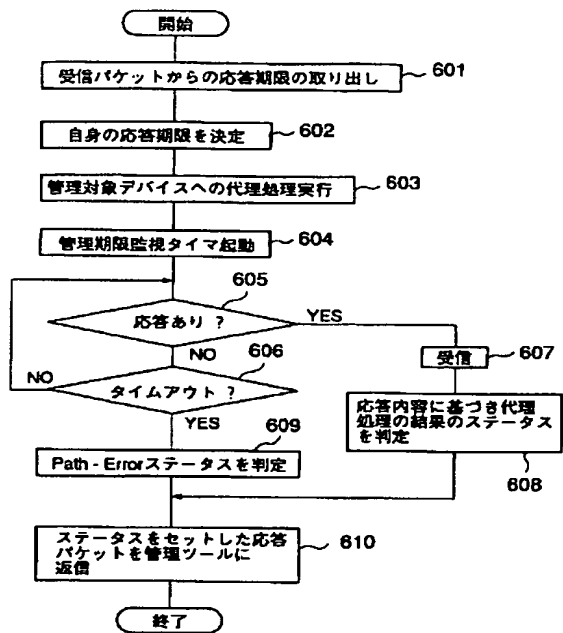 開始
受信パケットからの応答期限の取り出し
601
自身の応答期限を決定
602
管理対象デバイスへの代理処理実行
603
管理期限監視タイマ起動
604
605
応答あり ?
YES
NO
606
NO
タイムアウト ?
YES
受信
607
応答内容に基づき代理
処理の結果のステータス
を判定
608
609
Path - Errorステータスを判定
ステータスをセットした応答
パケットを管理ツールに
返信
610
終了